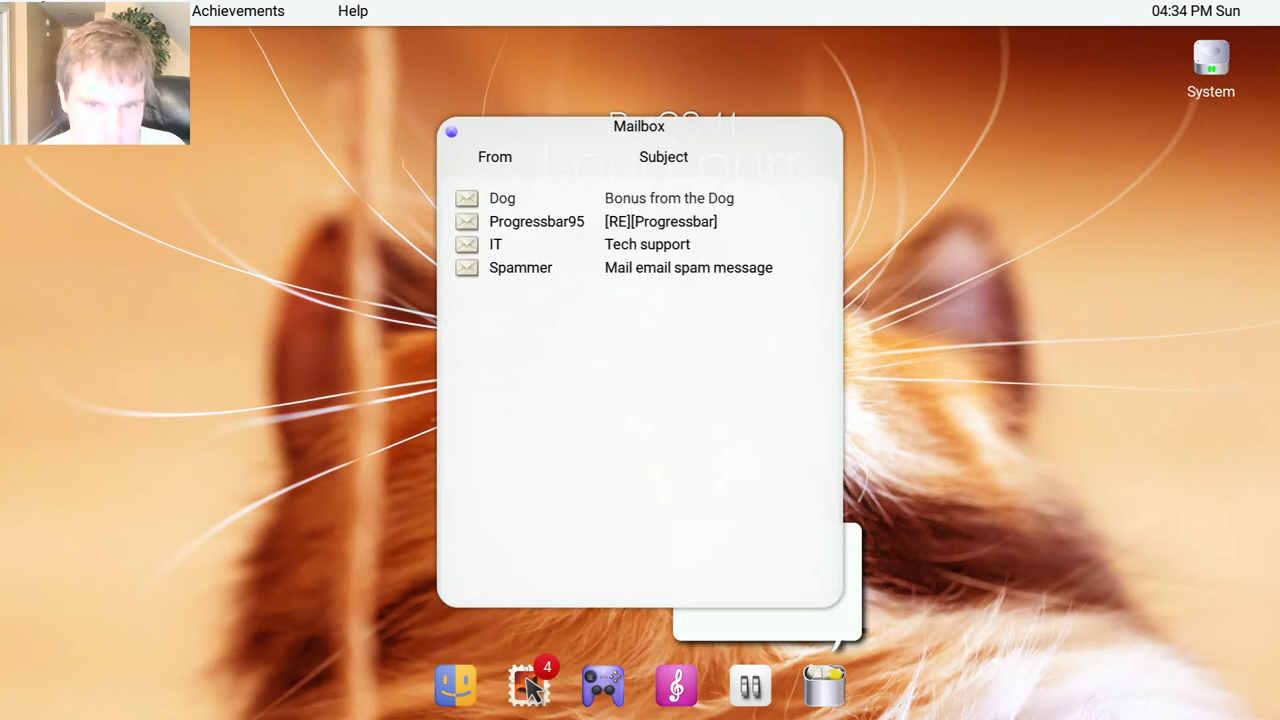 Achievements Help 04:34 PM Sun
System
Mailbox
From Subject
Dog Bonus from the Dog
Progressbar95 [RE][Progressbar]
IT Tech support
Spammer Mail email spam message
4